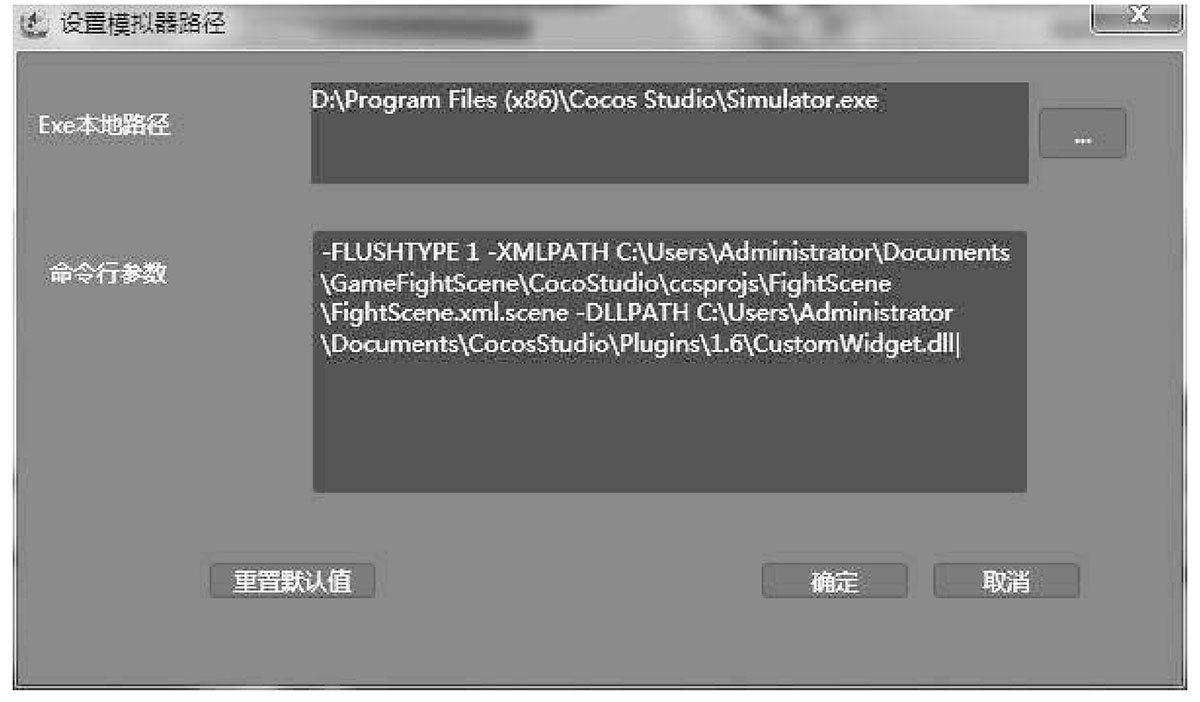 设置模拟器路径
X
Exe本地路径
D:\Program Files (x86)\Cocos Studio\Simulator.exe
...
命令行参数
-FLUSHTYPE 1 -XMLPATH C:\Users\Administrator\Documents
\GameFightScene\CocoStudio\ccsprojs\FightScene
\FightScene.xml.scene -DLLPATH C:\Users\Administrator
\Documents\CocosStudio\Plugins\1.6\CustomWidget.dll
重置默认值
确定
取消